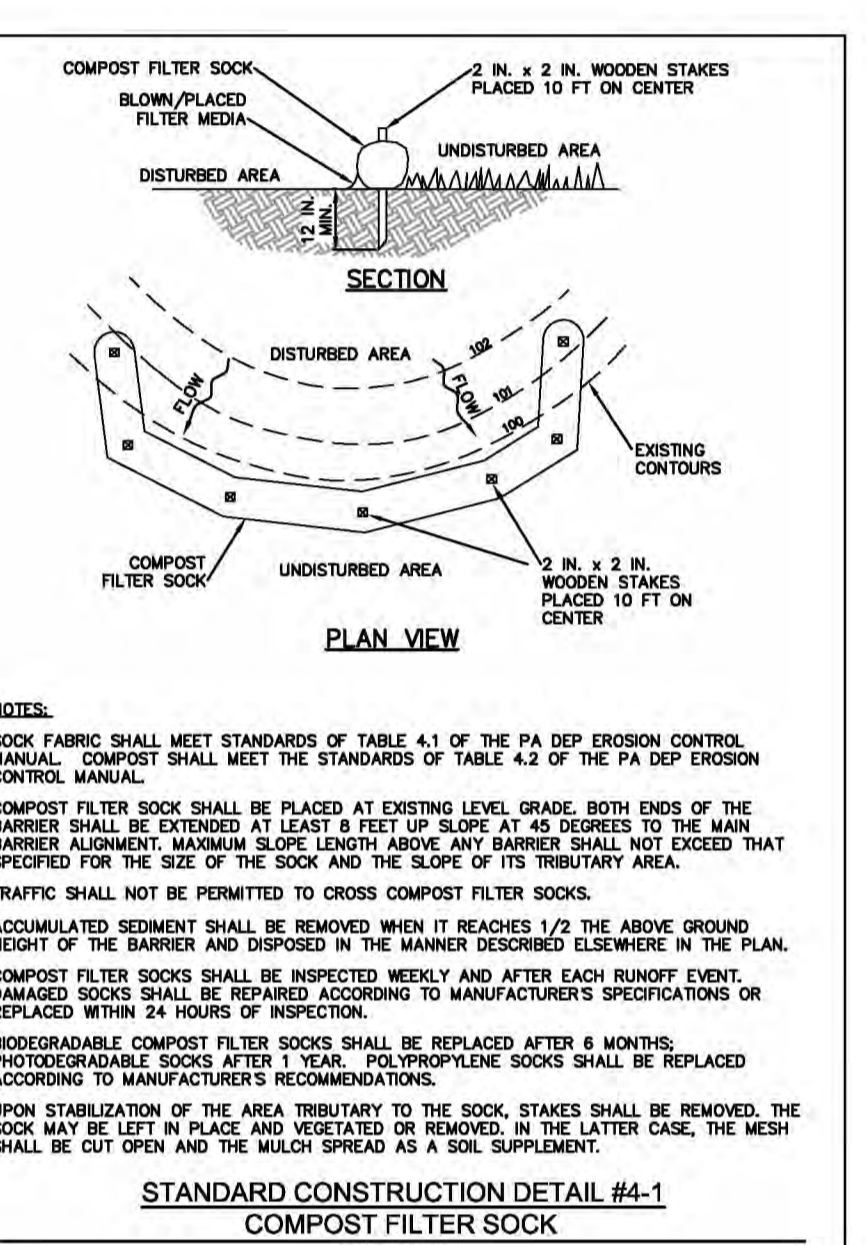 COMPOST FILTER SOCK
2 IN. x 2 IN. WOODEN STAKES
PLACED 10 FT ON CENTER
BLOWN/PLACED
FILTER MEDIA
UNDISTURBED AREA
DISTURBED AREA
12 IN.
MIN.
SECTION
DISTURBED AREA
102
FLOW
FLOW
101
100
EXISTING
CONTOURS
COMPOST
FILTER SOCK
UNDISTURBED AREA
2 IN. x 2 IN.
WOODEN STAKES
PLACED 10 FT ON
CENTER
PLAN VIEW
NOTES:
SOCK FABRIC SHALL MEET STANDARDS OF TABLE 4.1 OF THE PA DEP EROSION CONTROL
MANUAL. COMPOST SHALL MEET THE STANDARDS OF TABLE 4.2 OF THE PA DEP EROSION
CONTROL MANUAL.
COMPOST FILTER SOCK SHALL BE PLACED AT EXISTING LEVEL GRADE. BOTH ENDS OF THE
BARRIER SHALL BE EXTENDED AT LEAST 8 FEET UP SLOPE AT 45 DEGREES TO THE MAIN
BARRIER ALIGNMENT. MAXIMUM SLOPE LENGTH ABOVE ANY BARRIER SHALL NOT EXCEED THAT
SPECIFIED FOR THE SIZE OF THE SOCK AND THE SLOPE OF ITS TRIBUTARY AREA.
TRAFFIC SHALL NOT BE PERMITTED TO CROSS COMPOST FILTER SOCKS.
ACCUMULATED SEDIMENT SHALL BE REMOVED WHEN IT REACHES 1/2 THE ABOVE GROUND
HEIGHT OF THE BARRIER AND DISPOSED IN THE MANNER DESCRIBED ELSEWHERE IN THE PLAN.
COMPOST FILTER SOCKS SHALL BE INSPECTED WEEKLY AND AFTER EACH RUNOFF EVENT.
DAMAGED SOCKS SHALL BE REPAIRED ACCORDING TO MANUFACTURER'S SPECIFICATIONS OR
REPLACED WITHIN 24 HOURS OF INSPECTION.
BIODEGRADABLE COMPOST FILTER SOCKS SHALL BE REPLACED AFTER 6 MONTHS;
PHOTODEGRADABLE SOCKS AFTER 1 YEAR. POLYPROPYLENE SOCKS SHALL BE REPLACED
ACCORDING TO MANUFACTURER'S RECOMMENDATIONS.
UPON STABILIZATION OF THE AREA TRIBUTARY TO THE SOCK, STAKES SHALL BE REMOVED. THE
SOCK MAY BE LEFT IN PLACE AND VEGETATED OR REMOVED. IN THE LATTER CASE, THE MESH
SHALL BE CUT OPEN AND THE MULCH SPREAD AS A SOIL SUPPLEMENT.
STANDARD CONSTRUCTION DETAIL #4-1
COMPOST FILTER SOCK